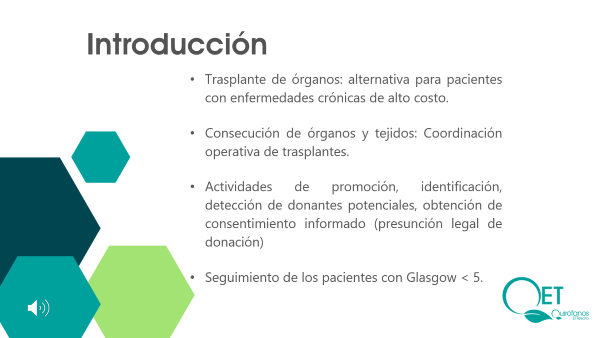 Introducción
• Trasplante de órganos: alternativa para pacientes
con enfermedades crónicas de alto costo.
• Consecución de órganos y tejidos: Coordinación
operativa de trasplantes.
• Actividades de promoción, identificación,
detección de donantes potenciales, obtención de
consentimiento informado (presunción legal de
donación)
• Seguimiento de los pacientes con Glasgow < 5.
QET
Quirófanos